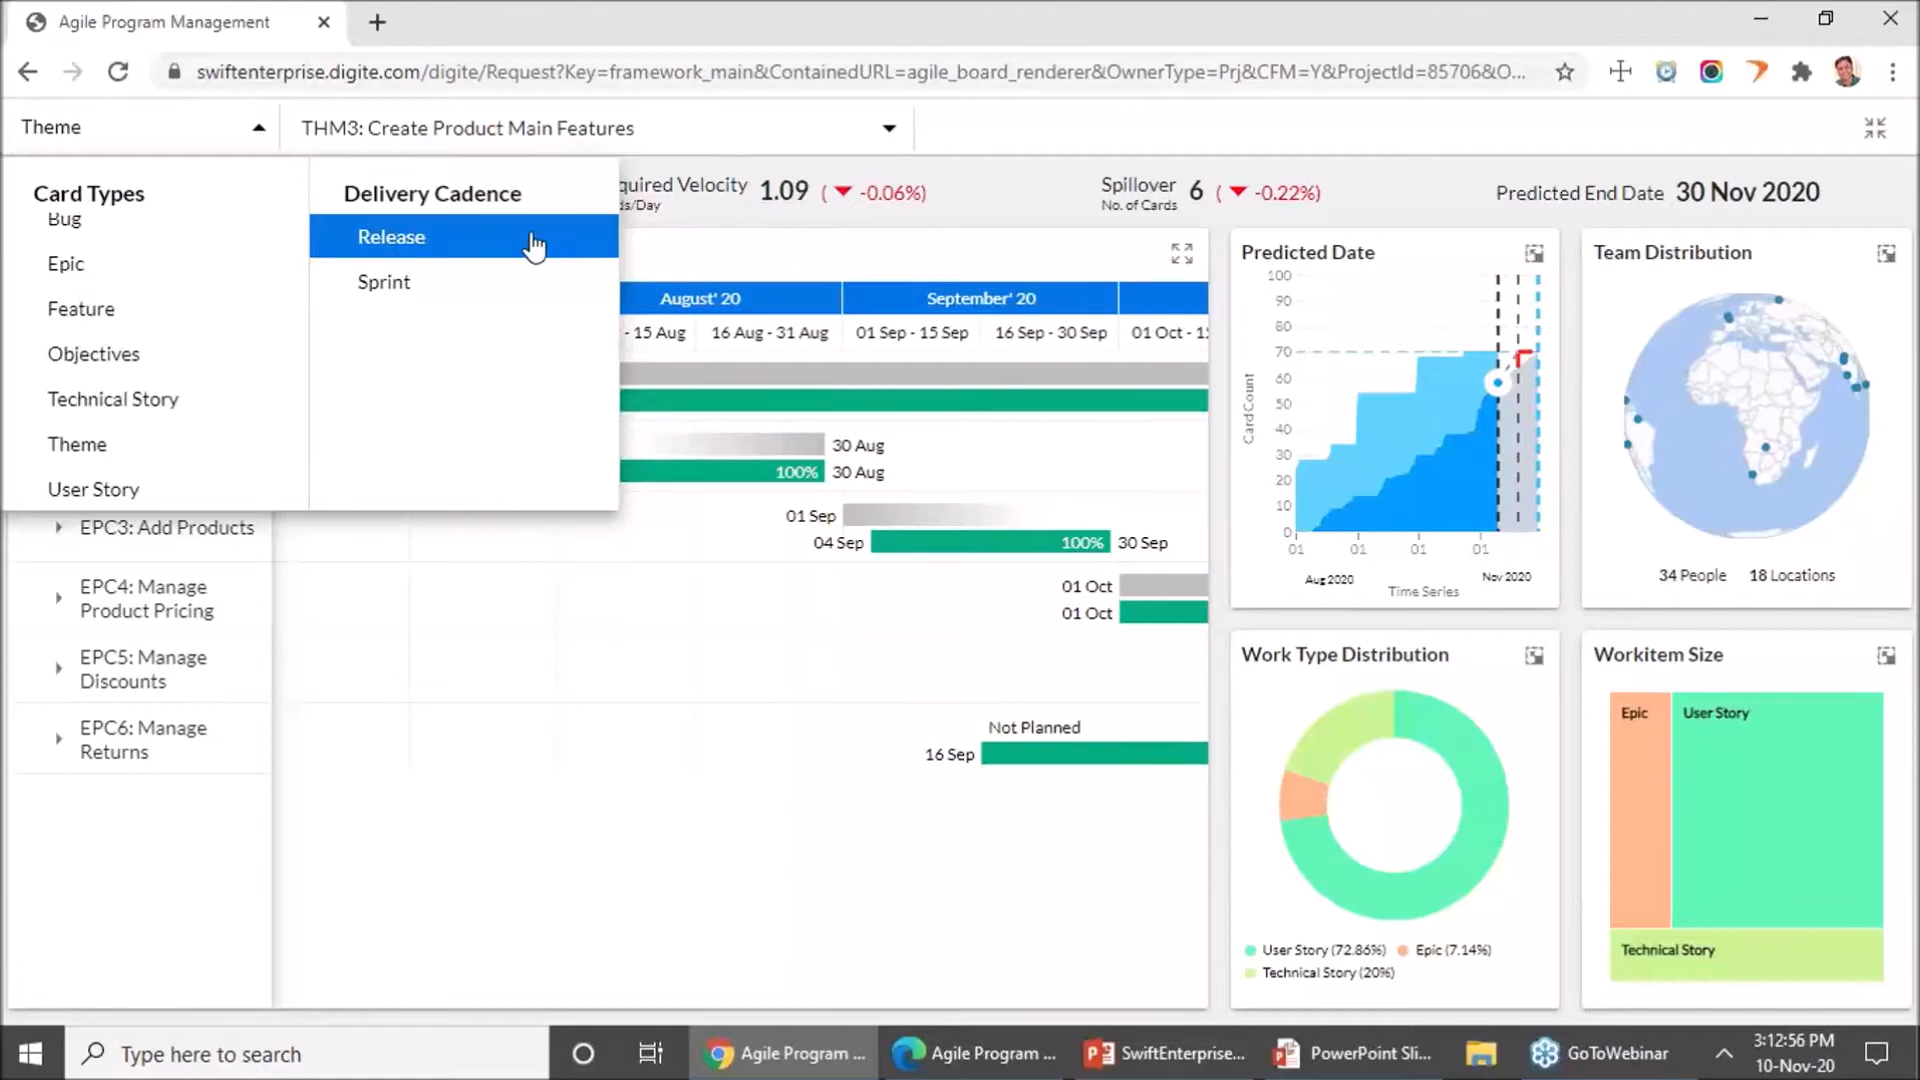 Agile Program Management
swiftenterprise.digite.com/digite/Request?Key=framework_main&ContainedURL=agile_board_renderer&OwnerType=Prj&CFM=Y&ProjectId=85706&O...
Theme
THM3: Create Product Main Features
Card Types
Bug
Epic
Feature
Objectives
Technical Story
Theme
User Story
Delivery Cadence
Release
Sprint
quired Velocity 1.09 ( -0.06%)
ds/Day
Spillover 6 ( -0.22%)
No. of Cards
Predicted End Date 30 Nov 2020
August' 20
September' 20
- 15 Aug
16 Aug - 31 Aug
01 Sep - 15 Sep
16 Sep - 30 Sep
01 Oct - 1
30 Aug
100% 30 Aug
01 Sep
04 Sep 100% 30 Sep
01 Oct
01 Oct
Not Planned
16 Sep
EPC3: Add Products
EPC4: Manage
Product Pricing
EPC5: Manage
Discounts
EPC6: Manage
Returns
Predicted Date
100
90
80
70
60
50
40
30
20
10
0
Card Count
01 01 01 01
Aug 2020 Nov 2020
Time Series
Team Distribution
34 People 18 Locations
Work Type Distribution
User Story (72.86%) Epic (7.14%)
Technical Story (20%)
Workitem Size
Epic
User Story
Technical Story
Type here to search
Agile Program ...
Agile Program ...
SwiftEnterprise...
PowerPoint Sli...
GoToWebinar
3:12:56 PM
10-Nov-20